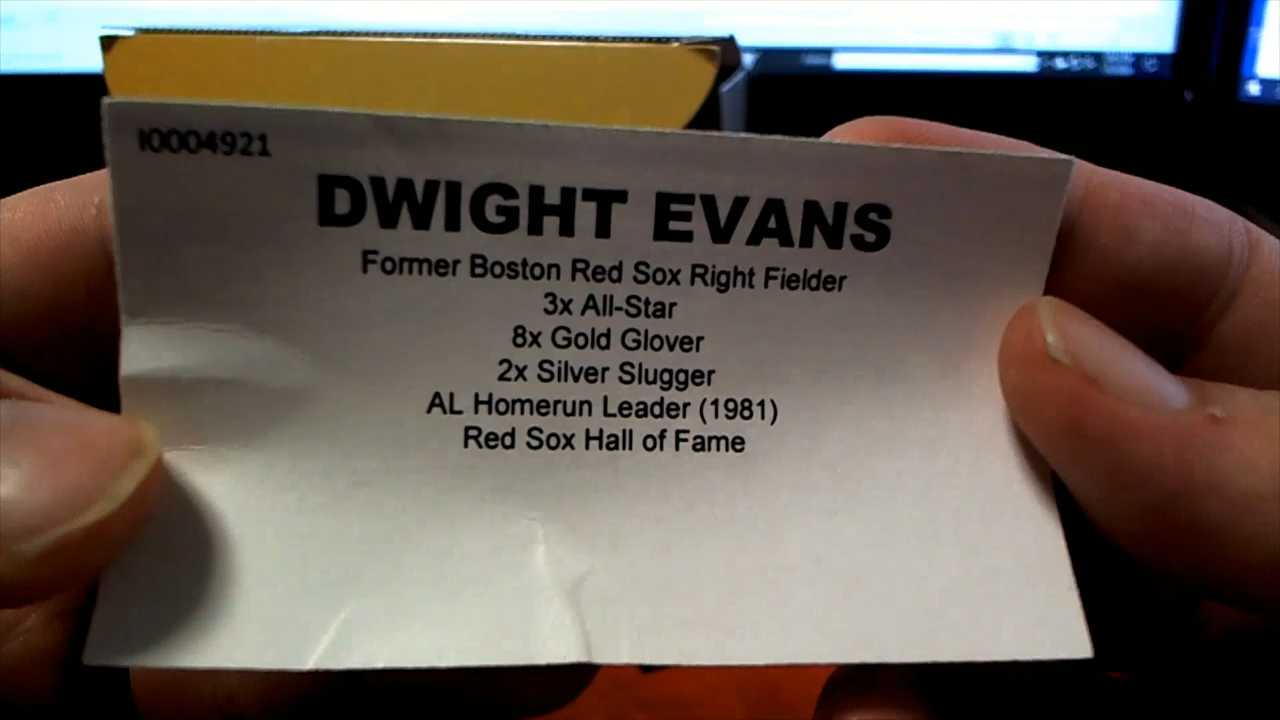 I0004921
DWIGHT EVANS
Former Boston Red Sox Right Fielder
3x All-Star
8x Gold Glover
2x Silver Slugger
AL Homerun Leader (1981)
Red Sox Hall of Fame